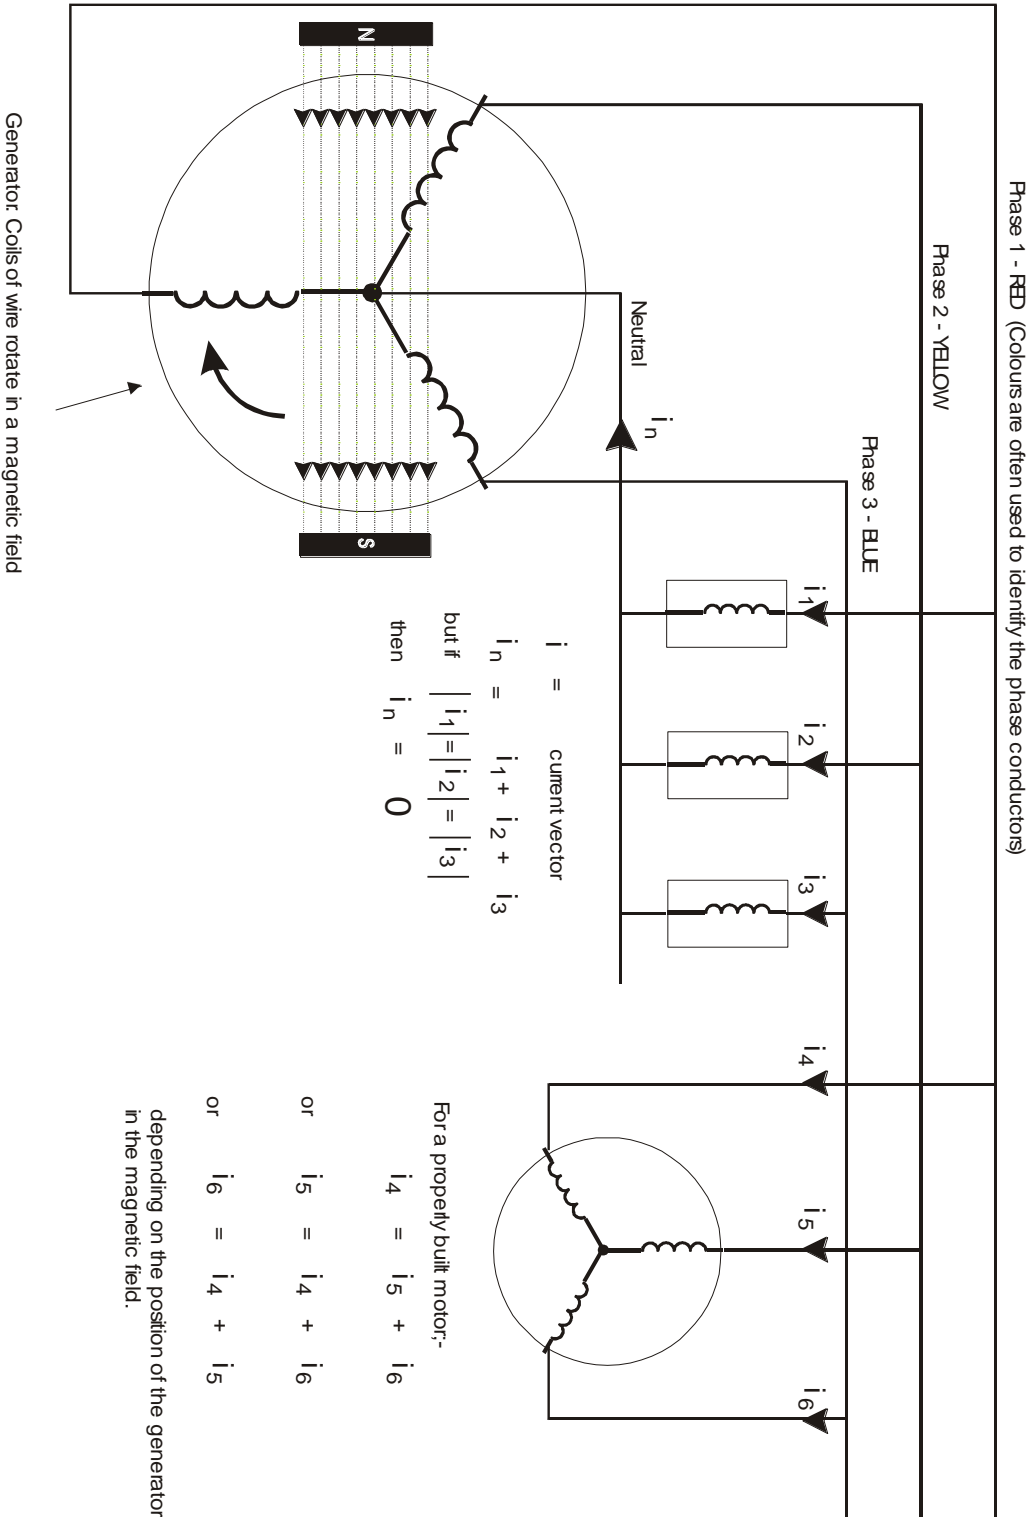 Phase 1 - RED (Colours are often used to identify the phase conductors)
Phase 2 - YELLOW
Phase 3 - BLUE
Neutral
i n
i 1
i 2
i 3
i 4
i 5
i 6
N
S
i = current vector
i n = i 1 + i 2 + i 3
but if | i 1 | = | i 2 | = | i 3 |
then i n = 0
For a properly built motor;-
i 4 = i 5 + i 6
or i 5 = i 4 + i 6
or i 6 = i 4 + i 5
depending on the position of the generator
in the magnetic field.
Generator. Coils of wire rotate in a magnetic field